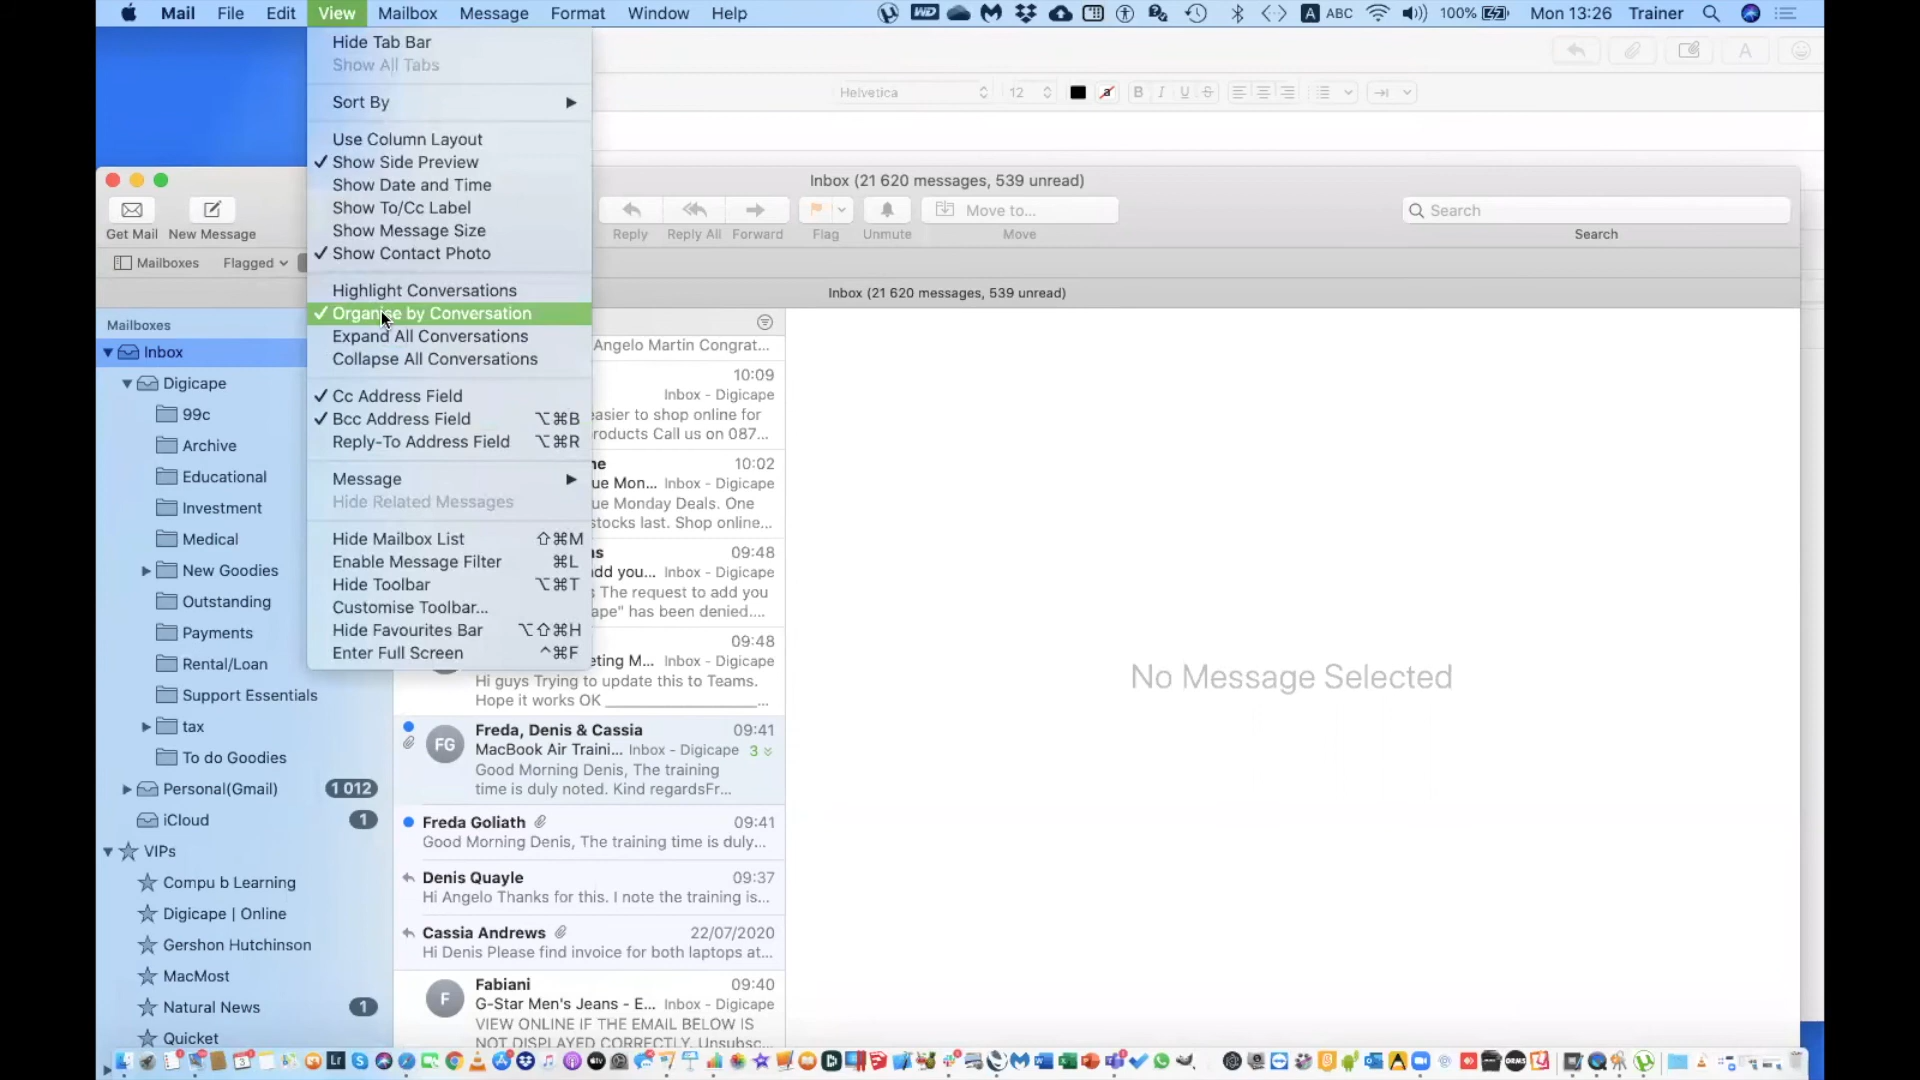 Mail File Edit View Mailbox Message Format Window Help
WD
A ABC 100% Mon 13:26 Trainer
Hide Tab Bar
Show All Tabs
Sort By
Use Column Layout
✓ Show Side Preview
Show Date and Time
Show To/Cc Label
Show Message Size
✓ Show Contact Photo
Highlight Conversations
✓ Organise by Conversation
Expand All Conversations
Collapse All Conversations
✓ Cc Address Field
✓ Bcc Address Field ⌥⌘B
Reply-To Address Field ⌥⌘R
Message
Hide Related Messages
Hide Mailbox List ⇧⌘M
Enable Message Filter ⌘L
Hide Toolbar ⌥⌘T
Customise Toolbar...
Hide Favourites Bar ⌥⇧⌘H
Enter Full Screen ^⌘F
Helvetica 12 a B I U S
A
Inbox (21 620 messages, 539 unread)
Get Mail New Message
Reply Reply All Forward Flag Unmute
Move to...
Move
Search
Search
Mailboxes Flagged
Inbox (21 620 messages, 539 unread)
Mailboxes
Inbox
Digicape
99c
Archive
Educational
Investment
Medical
New Goodies
Outstanding
Payments
Rental/Loan
Support Essentials
tax
To do Goodies
Personal(Gmail) 1 012
iCloud 1
VIPs
Compu b Learning
Digicape | Online
Gershon Hutchinson
MacMost
Natural News 1
Quicket
Angelo Martin Congrat...
10:09
Inbox - Digicape
easier to shop online for
roducts Call us on 087...
ne 10:02
ue Mon... Inbox - Digicape
ue Monday Deals. One
stocks last. Shop online...
ns 09:48
add you... Inbox - Digicape
s The request to add you
ape" has been denied....
09:48
eting M... Inbox - Digicape
Hi guys Trying to update this to Teams.
Hope it works OK ___________________...
FG
Freda, Denis & Cassia 09:41
MacBook Air Traini... Inbox - Digicape 3
Good Morning Denis, The training
time is duly noted. Kind regardsFr...
Freda Goliath 09:41
Good Morning Denis, The training time is duly...
Denis Quayle 09:37
Hi Angelo Thanks for this. I note the training is...
Cassia Andrews 22/07/2020
Hi Denis Please find invoice for both laptops at...
F
Fabiani 09:40
G-Star Men's Jeans - E... Inbox - Digicape
VIEW ONLINE IF THE EMAIL BELOW IS
NOT DISPLAYED CORRECTLY. Unsubsc...
No Message Selected
Lr